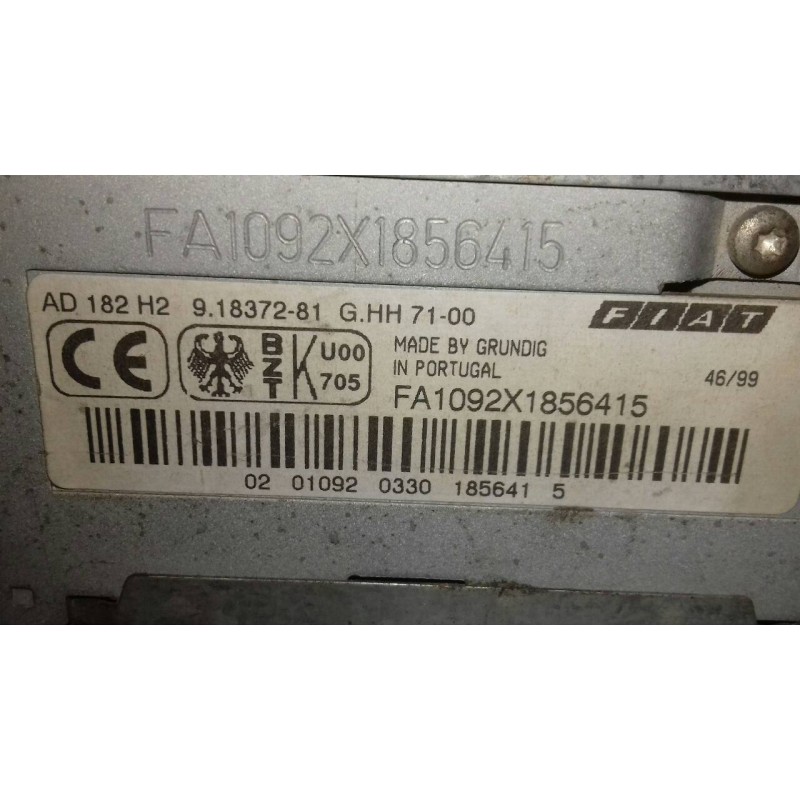 FA1092X1856415
AD 182 H2 9.18372-81 G.HH 71-00 FIAT
CE BZT K U00 705
MADE BY GRUNDIG
IN PORTUGAL 46/99
FA1092X1856415
02 01092 0330 185641 5